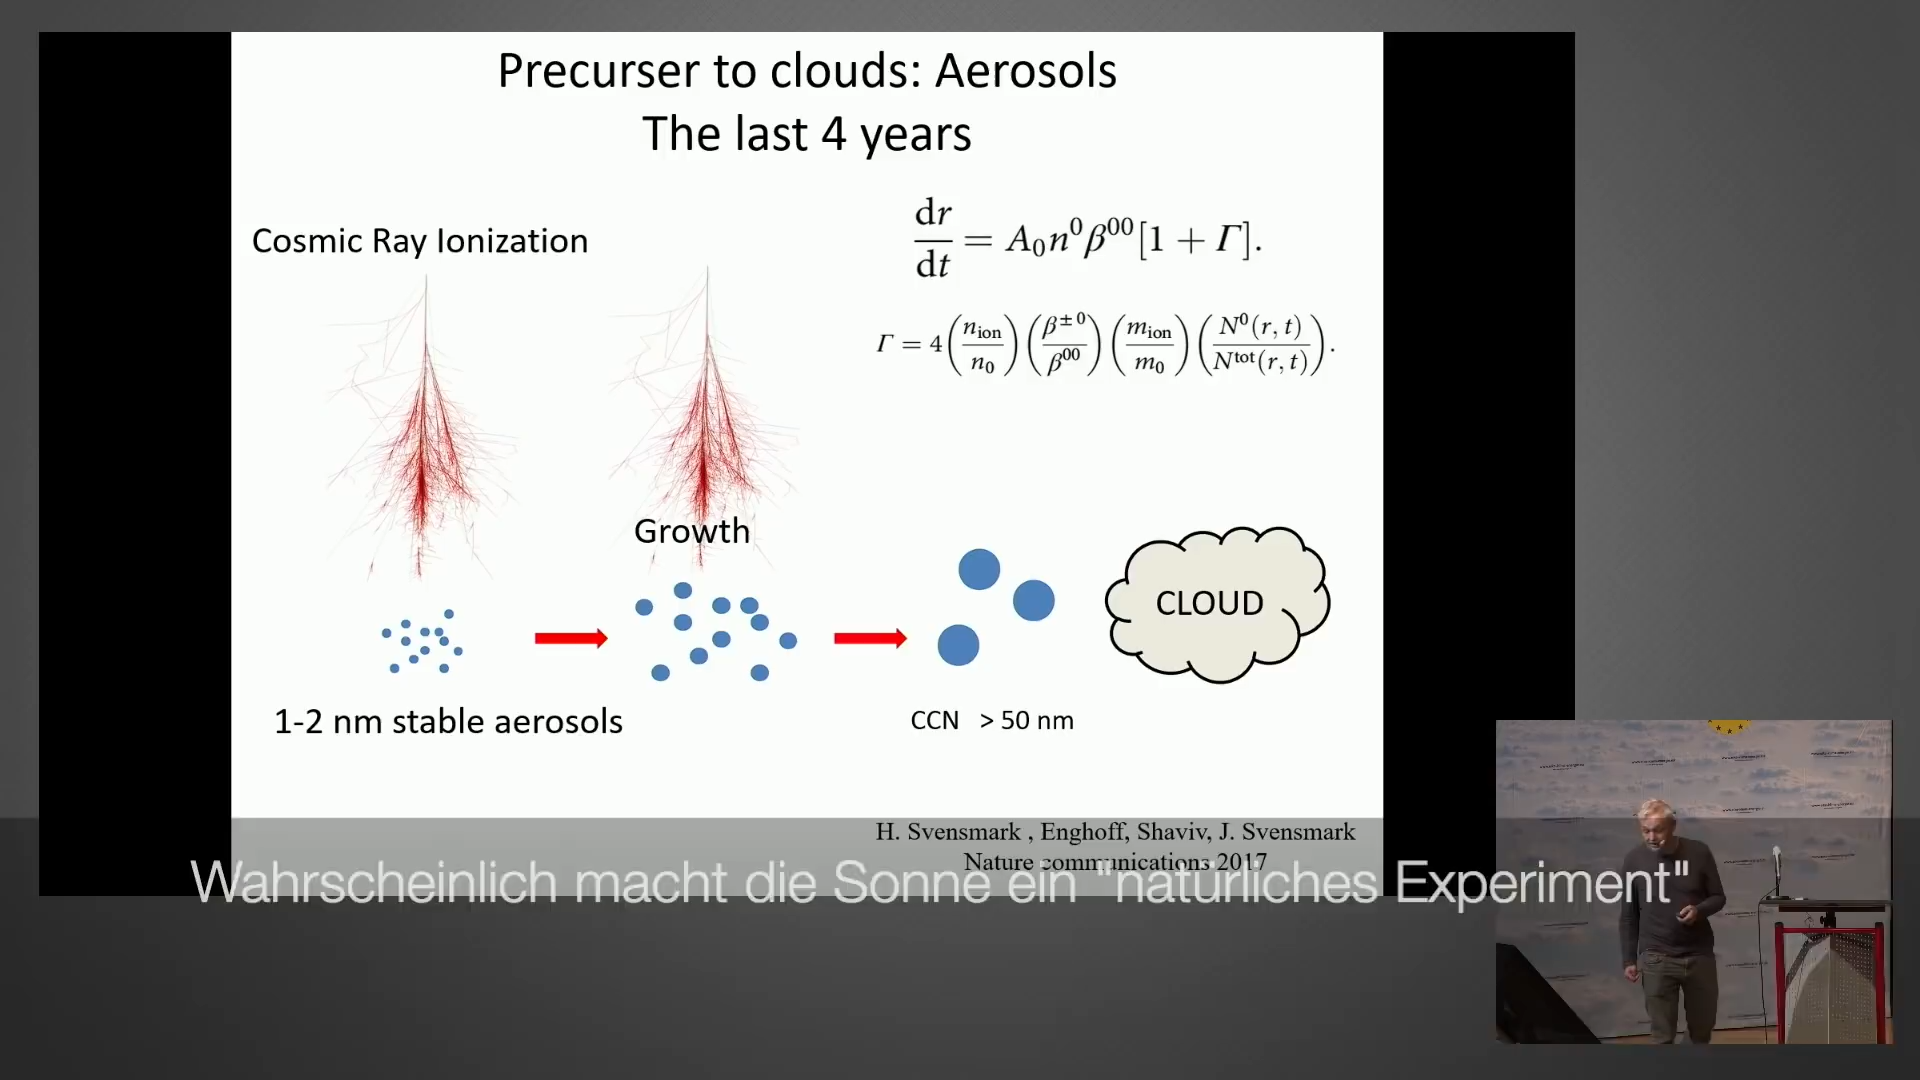 Precurser to clouds: Aerosols
The last 4 years
Cosmic Ray Ionization
dr/dt = A₀n⁰β⁰⁰[1 + Γ].
Γ = 4(n_ion/n₀)(β^±0/β⁰⁰)(m_ion/m₀)(N⁰(r, t)/N^tot(r, t)).
Growth
CLOUD
1-2 nm stable aerosols
CCN > 50 nm
H. Svensmark , Enghoff, Shaviv, J. Svensmark
Nature communications 2017
Wahrscheinlich macht die Sonne ein "natürliches Experiment"